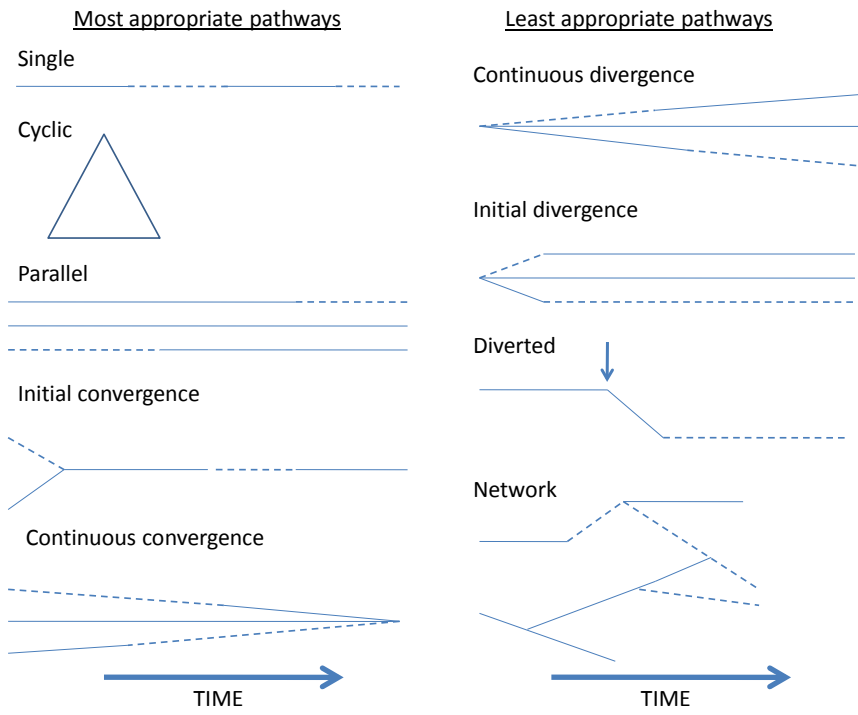 Most appropriate pathways
Single
Cyclic
Parallel
Initial convergence
Continuous convergence
TIME
Least appropriate pathways
Continuous divergence
Initial divergence
Diverted
Network
TIME